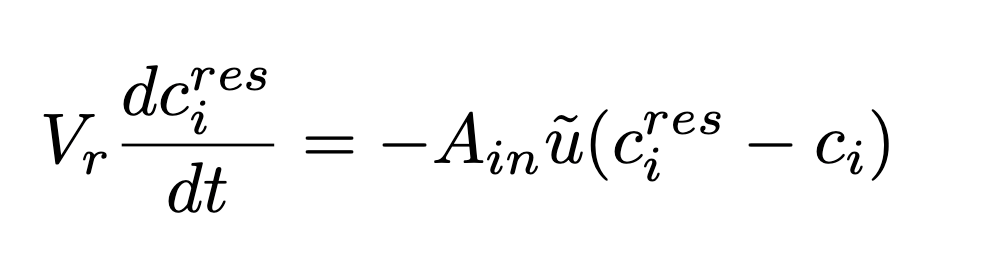 $V_r \frac{dc_i^{res}}{dt} = -A_{in}\tilde{u}(c_i^{res} - c_i)$